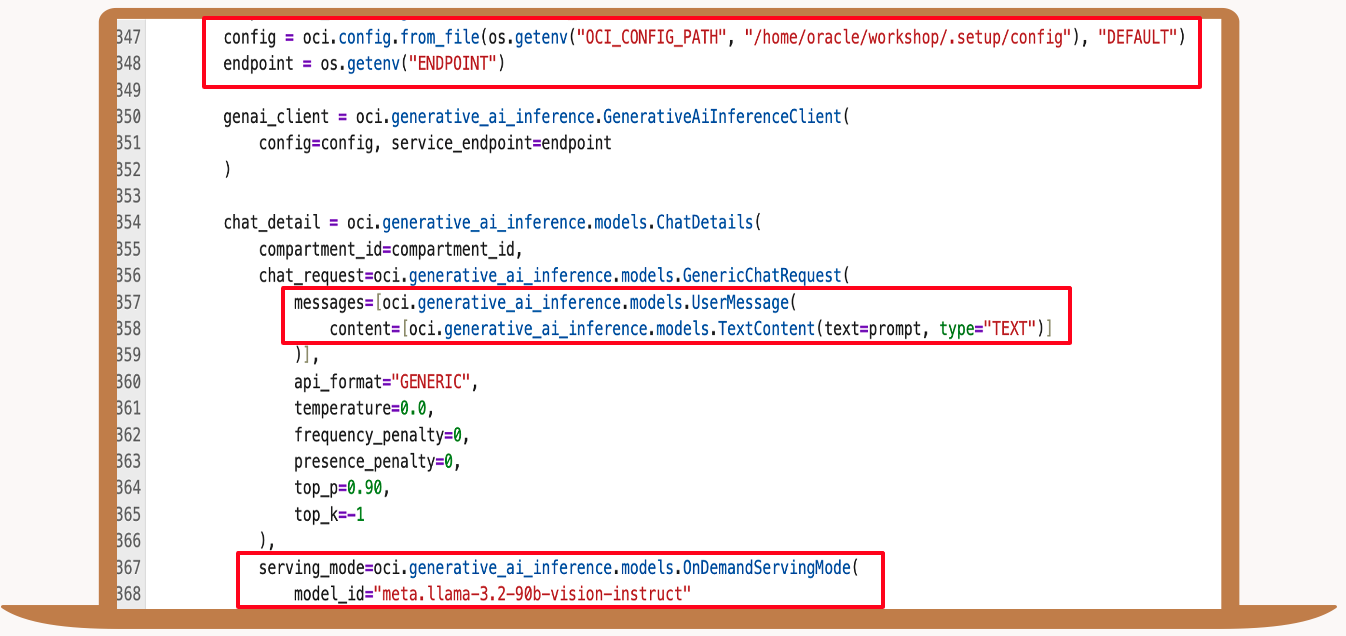 347 config = oci.config.from_file(os.getenv("OCI_CONFIG_PATH", "/home/oracle/workshop/.setup/config"), "DEFAULT")
348 endpoint = os.getenv("ENDPOINT")
349
350 genai_client = oci.generative_ai_inference.GenerativeAiInferenceClient(
351 config=config, service_endpoint=endpoint
352 )
353
354 chat_detail = oci.generative_ai_inference.models.ChatDetails(
355 compartment_id=compartment_id,
356 chat_request=oci.generative_ai_inference.models.GenericChatRequest(
357 messages=[oci.generative_ai_inference.models.UserMessage(
358 content=[oci.generative_ai_inference.models.TextContent(text=prompt, type="TEXT")]
359 )],
360 api_format="GENERIC",
361 temperature=0.0,
362 frequency_penalty=0,
363 presence_penalty=0,
364 top_p=0.90,
365 top_k=-1
366 ),
367 serving_mode=oci.generative_ai_inference.models.OnDemandServingMode(
368 model_id="meta.llama-3.2-90b-vision-instruct"